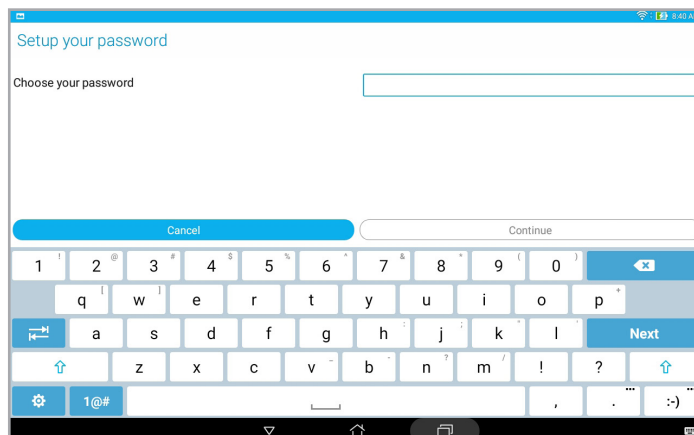 8:40 A
Setup your password
Choose your password
Cancel
Continue
1 ! 2 @ 3 # 4 $ 5 % 6 ^ 7 & 8 * 9 ( 0 )
q [ w ] e r t y u i o p +
a s d f g h : j ; k " l ' Next
z x c v - b n ? m / ! ?
1@# , . :-)